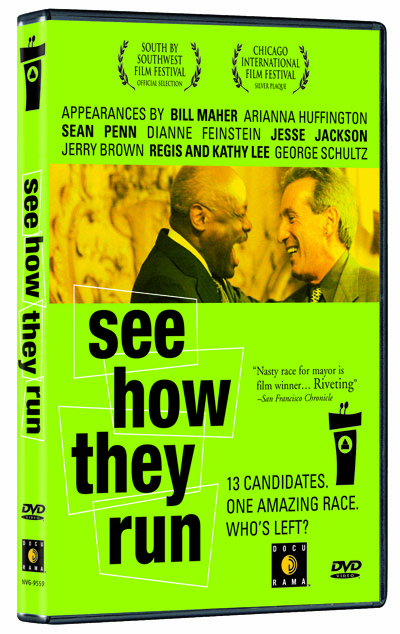 see how they run
DVD
VIDEO
DOCU
RAMA
NVG-9559
SOUTH BY
SOUTHWEST
FILM FESTIVAL
OFFICIAL SELECTION
CHICAGO
INTERNATIONAL
FILM FESTIVAL
SILVER PLAQUE
APPEARANCES BY BILL MAHER ARIANNA HUFFINGTON
SEAN PENN DIANNE FEINSTEIN JESSE JACKSON
JERRY BROWN REGIS AND KATHY LEE GEORGE SCHULTZ
see
how
they
run
"Nasty race for mayor is
film winner... Riveting"
–San Francisco Chronicle
13 CANDIDATES.
ONE AMAZING RACE.
WHO'S LEFT?
DOCU
RAMA
DVD
VIDEO